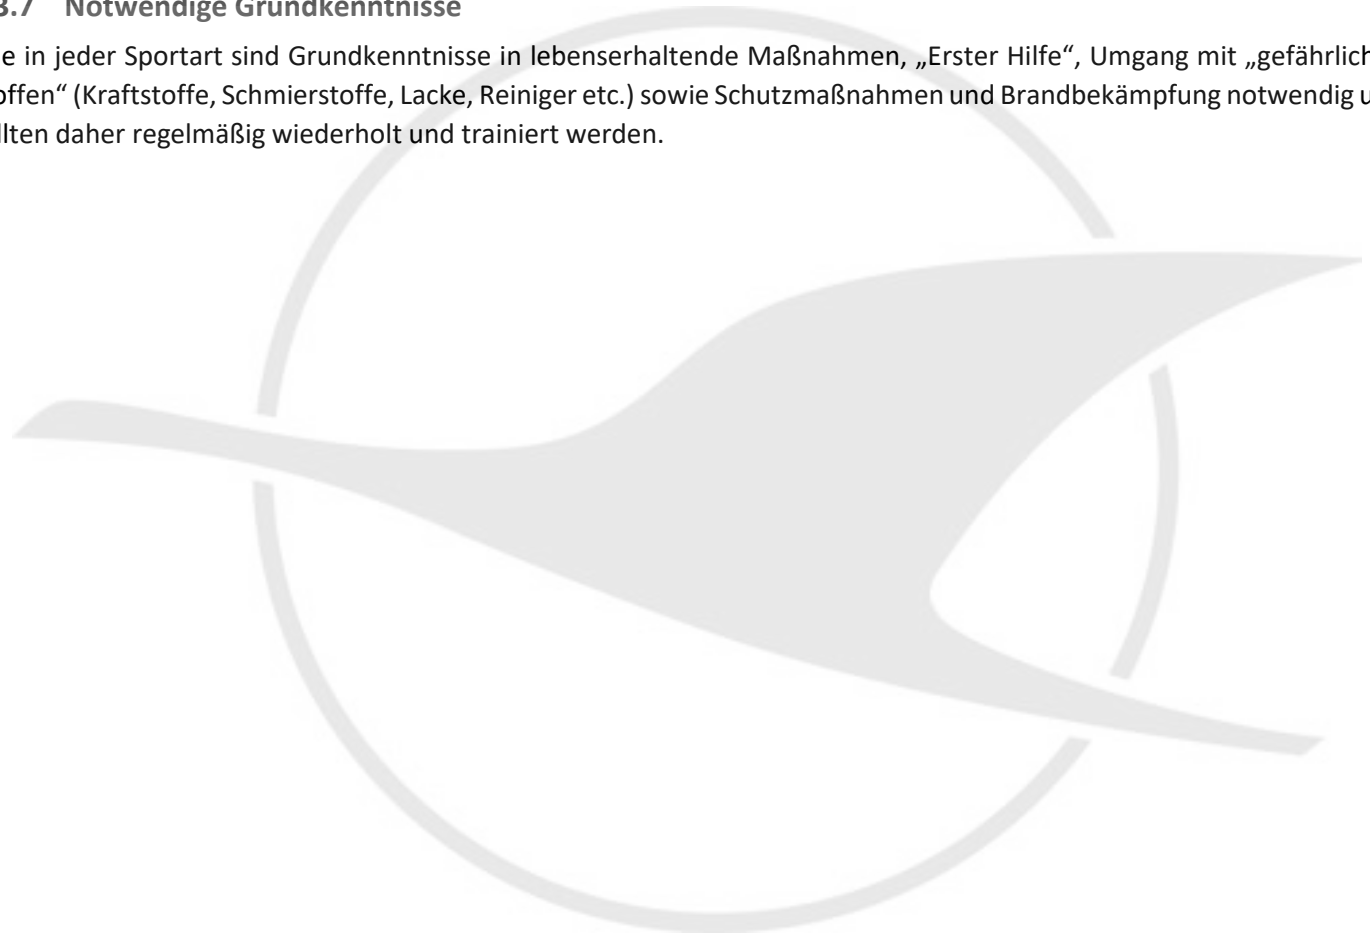 3.7 Notwendige Grundkenntnisse
e in jeder Sportart sind Grundkenntnisse in lebenserhaltende Maßnahmen, „Erster Hilfe“, Umgang mit „gefährlich
offen“ (Kraftstoffe, Schmierstoffe, Lacke, Reiniger etc.) sowie Schutzmaßnahmen und Brandbekämpfung notwendig u
llten daher regelmäßig wiederholt und trainiert werden.